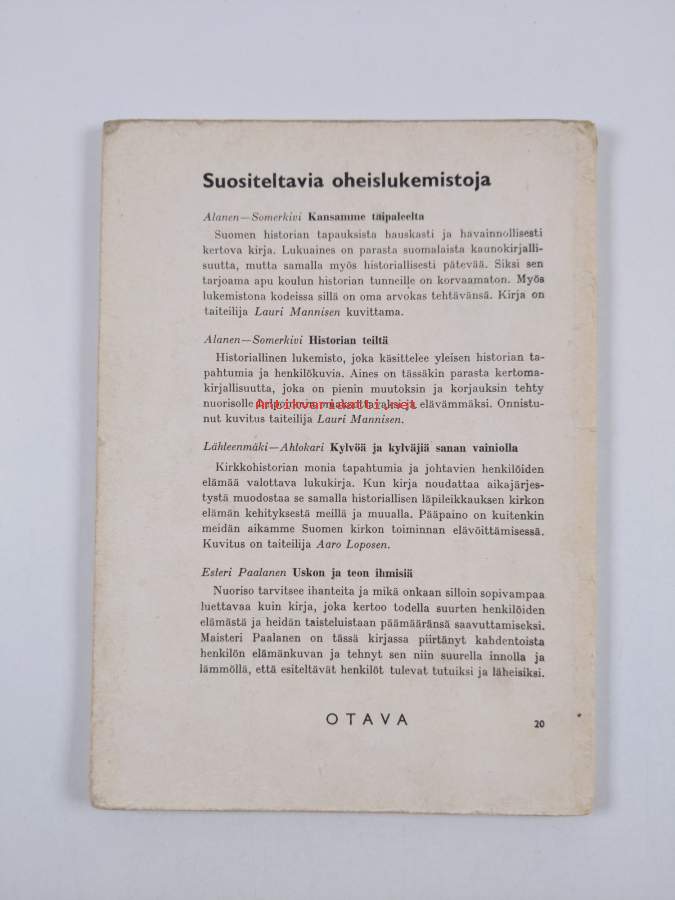 Suositeltavia oheislukemistoja
Alanen—Somerkivi Kansamme taipaleelta
Suomen historian tapauksista hauskasti ja havainnollisesti
kertova kirja. Lukuaines on parasta suomalaista kaunokirjalli-
suutta, mutta samalla myös historiallisesti pätevää. Siksi sen
tarjoama apu koulun historian tunneille on korvaamaton. Myös
lukemistona kodeissa sillä on oma arvokas tehtävänsä. Kirja on
taiteilija Lauri Mannisen kuvittama.
Alanen—Somerkivi Historian teiltä
Historiallinen lukemisto, joka käsittelee yleisen historian ta-
pahtumia ja henkilökuvia. Aines on tässäkin parasta kertoma-
kirjallisuutta, joka on pienin muutoksin ja korjauksin tehty
nuorisolle elävämmäksi. Onnistu-
Antikvariaatti.net
nut kuvitus taiteilija Lauri Mannisen.
Lähteenmäki—Ahtokari Kylvöä ja kylväjiä sanan vainiolla
Kirkkohistorian monia tapahtumia ja johtavien henkilöiden
elämää valottava lukukirja. Kun kirja noudattaa aikajärjes-
tystä muodostaa se samalla historiallisen läpileikkauksen kirkon
elämän kehityksestä meillä ja muualla. Pääpaino on kuitenkin
meidän aikamme Suomen kirkon toiminnan elävöittämisessä.
Kuvitus on taiteilija Aaro Loposen.
Esteri Paalanen Uskon ja teon ihmisiä
Nuoriso tarvitsee ihanteita ja mikä onkaan silloin sopivampaa
luettavaa kuin kirja, joka kertoo todella suurten henkilöiden
elämästä ja heidän taisteluistaan päämääränsä saavuttamiseksi.
Maisteri Paalanen on tässä kirjassa piirtänyt kahdentoista
henkilön elämänkuvan ja tehnyt sen niin suurella innolla ja
lämmöllä, että esiteltävät henkilöt tulevat tutuiksi ja läheisiksi.
OTAVA
20